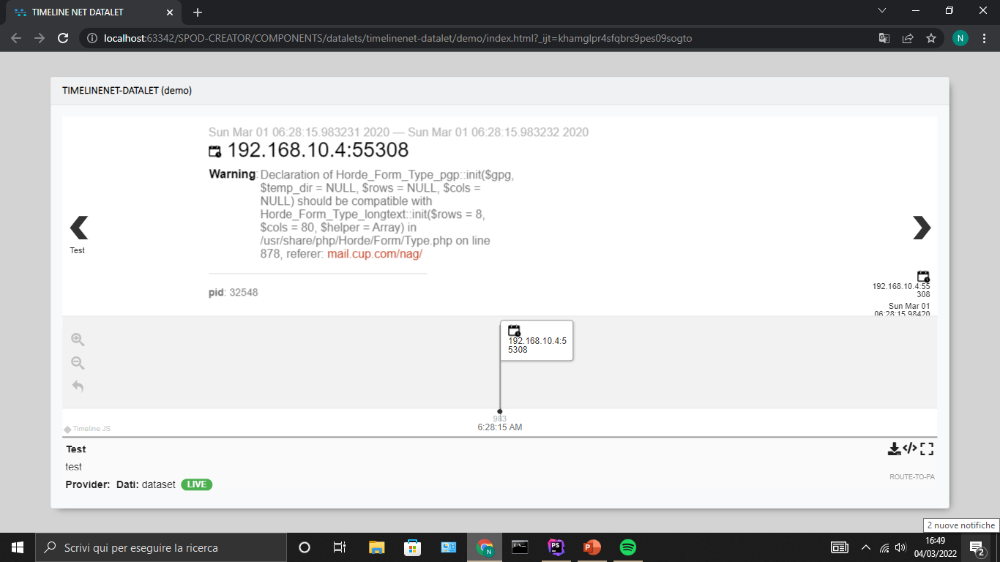 TIMELINE NET DATALET
localhost:63342/SPOD-CREATOR/COMPONENTS/datalets/timelinenet-datalet/demo/index.html?_ijt=khamglpr4sfqbrs9pes09sogto
N
TIMELINENET-DATALET (demo)
Sun Mar 01 06:28:15.983231 2020 — Sun Mar 01 06:28:15.983232 2020
192.168.10.4:55308
Warning: Declaration of Horde_Form_Type_pgp::init($gpg,
$temp_dir = NULL, $rows = NULL, $cols =
NULL) should be compatible with
Horde_Form_Type_longtext::init($rows = 8,
$cols = 80, $helper = Array) in
/usr/share/php/Horde/Form/Type.php on line
878, referer: mail.cup.com/nag/
Test
pid: 32548
192.168.10.4:55
308
Sun Mar 01
06:28:15.98420
192.168.10.4:5
5308
983
6:28:15 AM
Timeline JS
Test
test
Provider: Dati: dataset LIVE
ROUTE-TO-PA
2 nuove notifiche
Scrivi qui per eseguire la ricerca
N
PS
P
16:49
04/03/2022
2